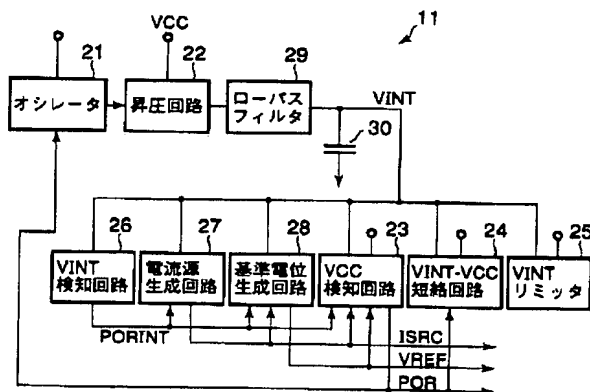 11
VCC
21
22
29
オシレータ
昇圧回路
ローパス
フィルタ
VINT
30
26
27
28
23
24
25
VINT
検知回路
電流源
生成回路
基準電位
生成回路
VCC
検知回路
VINT-VCC
短絡回路
VINT
リミッタ
PORINT
ISRC
VREF
POR